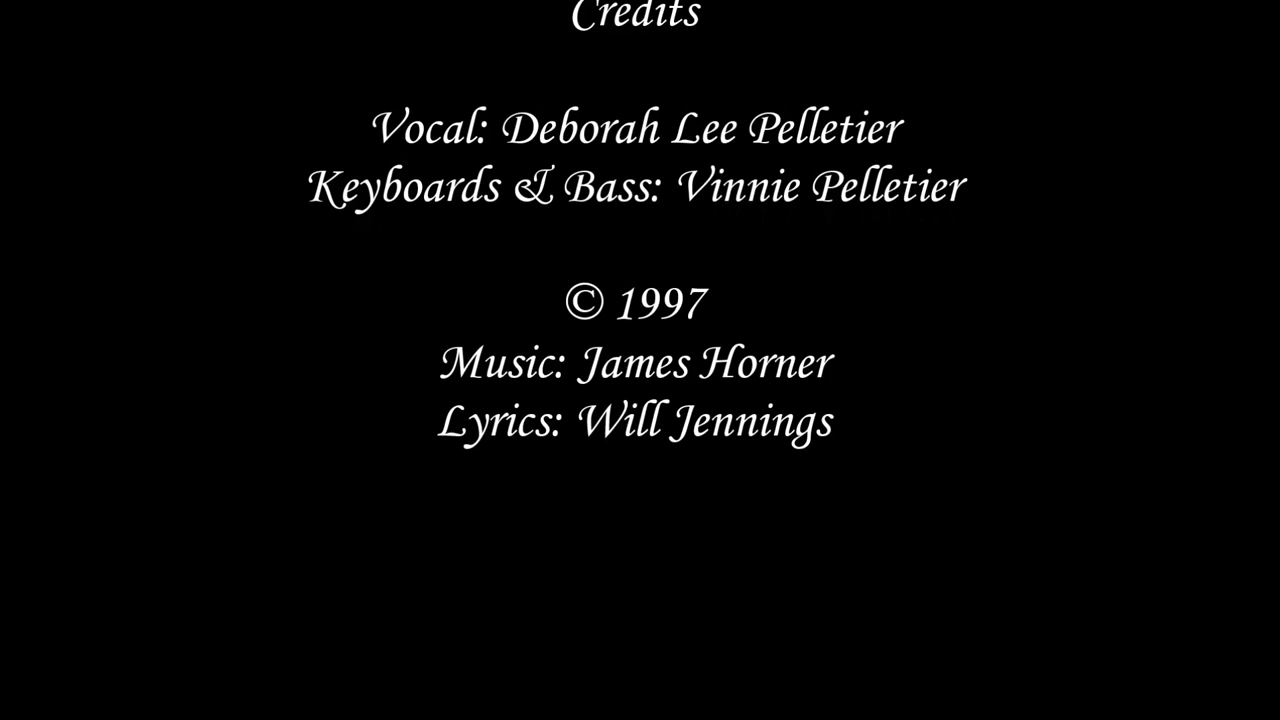 Credits
Vocal: Deborah Lee Pelletier
Keyboards & Bass: Vinnie Pelletier
© 1997
Music: James Horner
Lyrics: Will Jennings